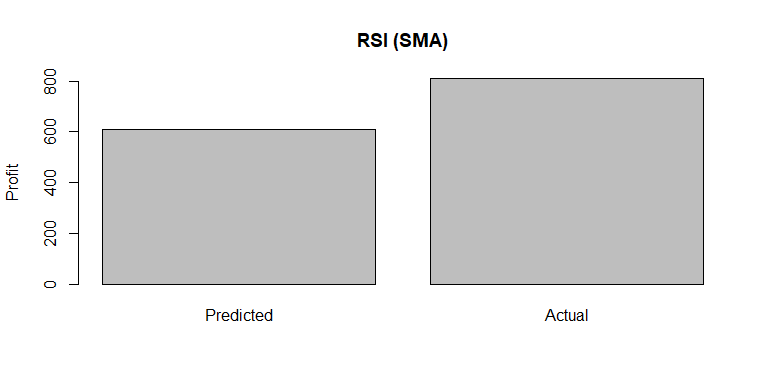 RSI (SMA)
Profit
800
600
400
200
0
Predicted
Actual